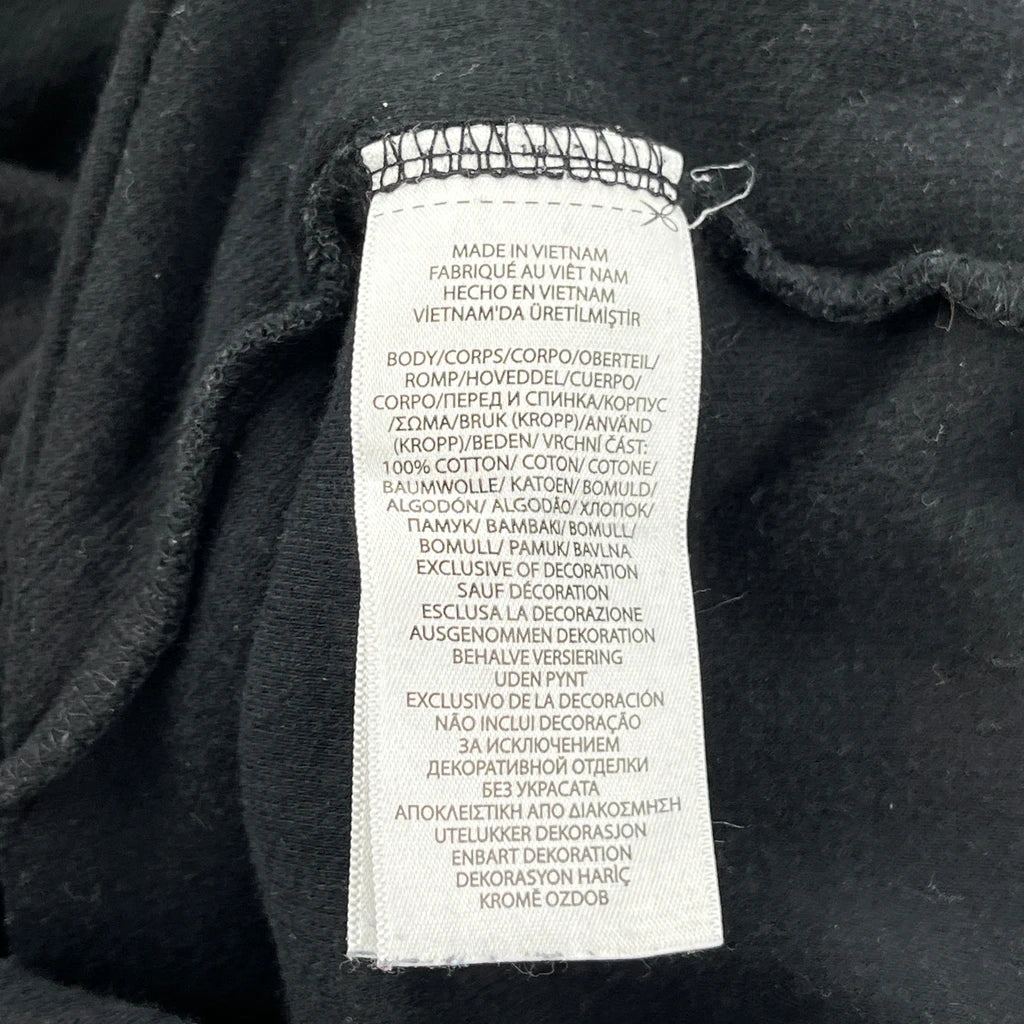 MADE IN VIETNAM
FABRIQUÉ AU VIÊT NAM
HECHO EN VIETNAM
VİETNAM'DA ÜRETİLMİŞTİR
BODY/CORPS/CORPO/OBERTEIL/
ROMP/HOVEDDEL/CUERPO/
CORPO/ПЕРЕД И СПИНКА/КОРПУС
/ΣΩΜΑ/BRUK (KROPP)/ANVÄND
(KROPP)/BEDEN/ VRCHNÍ ČÁST:
100% COTTON/ COTON/ COTONE/
BAUMWOLLE/ KATOEN/ BOMULD/
ALGODÓN/ ALGODÃO/ ХЛОПОК/
ПАМУК/ ΒΑΜΒΑΚΙ/ BOMULL/
BOMULL/ PAMUK/ BAVLNA
EXCLUSIVE OF DECORATION
SAUF DÉCORATION
ESCLUSA LA DECORAZIONE
AUSGENOMMEN DEKORATION
BEHALVE VERSIERING
UDEN PYNT
EXCLUSIVO DE LA DECORACIÓN
NÃO INCLUI DECORAÇÃO
ЗА ИСКЛЮЧЕНИЕМ
ДЕКОРАТИВНОЙ ОТДЕЛКИ
БЕЗ УКРАСАТА
ΑΠΟΚΛΕΙΣΤΙΚΗ ΑΠΟ ΔΙΑΚΟΣΜΗΣΗ
UTELUKKER DEKORASJON
ENBART DEKORATION
DEKORASYON HARİÇ
KROMĚ OZDOB